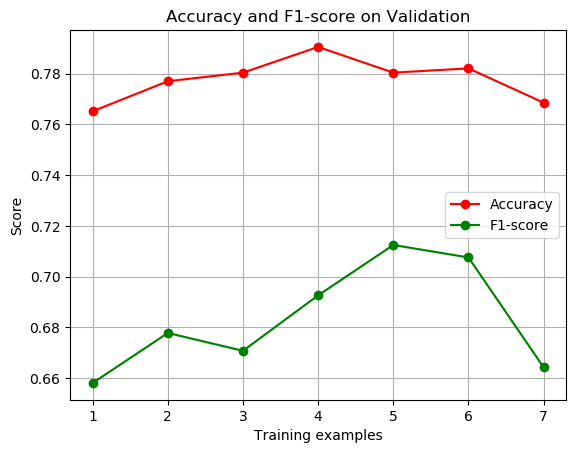 Accuracy and F1-score on Validation
0.78
0.76
0.74
0.72
0.70
0.68
0.66
Score
Accuracy
F1-score
1 2 3 4 5 6 7
Training examples